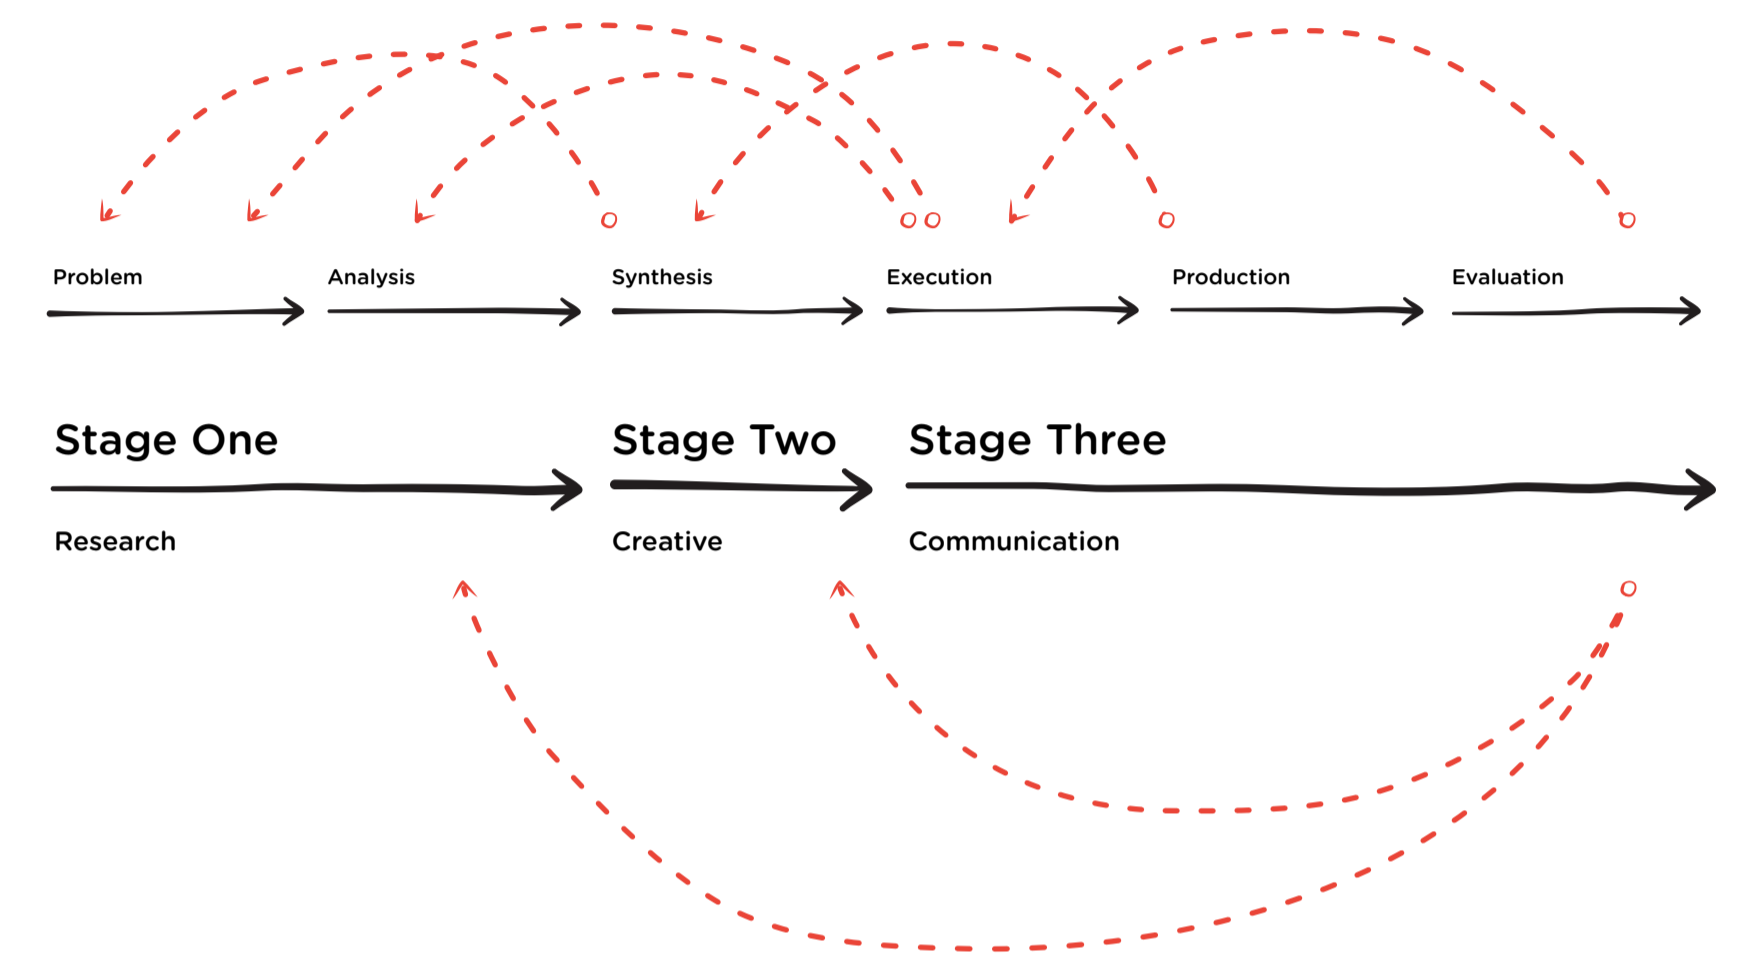 Problem
Analysis
Synthesis
Execution
Production
Evaluation
Stage One
Stage Two
Stage Three
Research
Creative
Communication